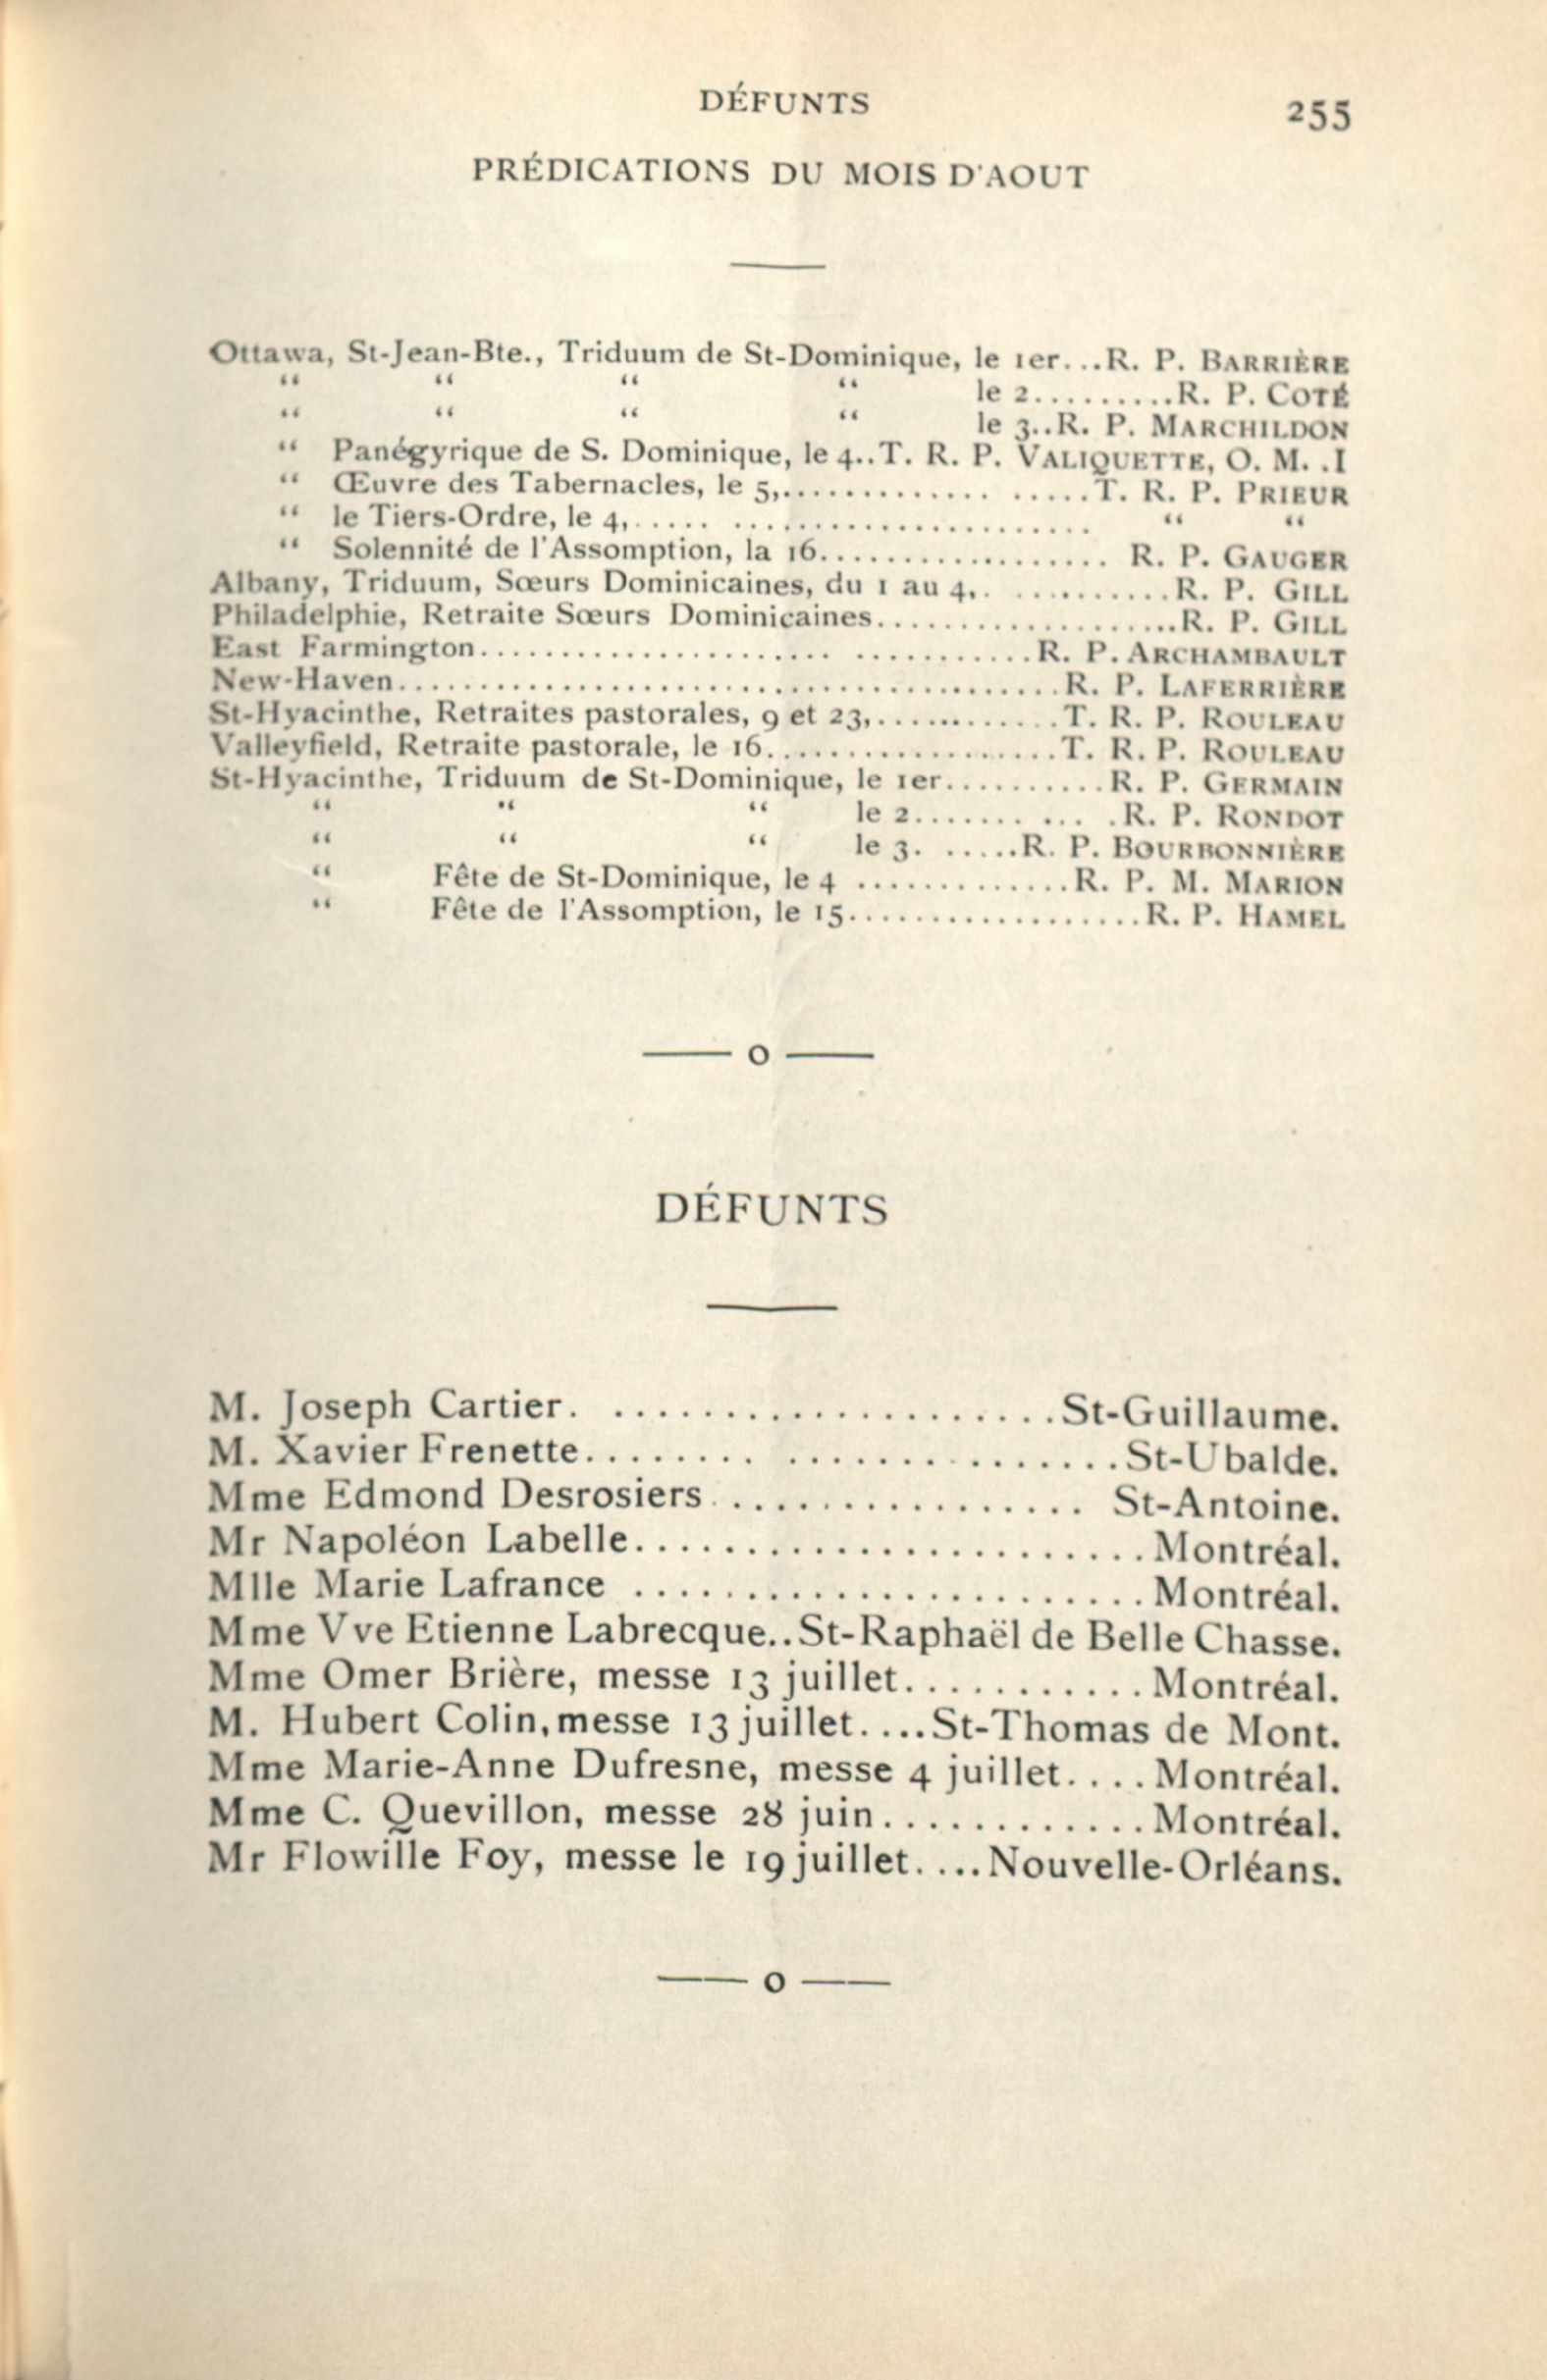 DÉFUNTS 255
PRÉDICATIONS DU MOIS D'AOUT
Ottawa, St-Jean-Bte., Triduum de St-Dominique, le 1er...R. P. BARRIÈRE
" " " " le 2..........R. P. COTÉ
" " " " le 3..R. P. MARCHILDON
" Panégyrique de S. Dominique, le 4..T. R. P. VALIQUETTE, O. M. .I
" Œuvre des Tabernacles, le 5,.............. .....T. R. P. PRIEUR
" le Tiers-Ordre, le 4,..... ...................... " "
" Solennité de l'Assomption, la 16.................. R. P. GAUGER
Albany, Triduum, Sœurs Dominicaines, du 1 au 4,. ..........R. P. GILL
Philadelphie, Retraite Sœurs Dominicaines...................R. P. GILL
East Farmington...................... ...........R. P. ARCHAMBAULT
New-Haven..........................................R. P. LAFERRIÈRE
St-Hyacinthe, Retraites pastorales, 9 et 23,............T. R. P. ROULEAU
Valleyfield, Retraite pastorale, le 16..................T. R. P. ROULEAU
St-Hyacinthe, Triduum de St-Dominique, le 1er..........R. P. GERMAIN
" " " le 2....... ... .R. P. RONDOT
" " " le 3. .....R. P. BOURBONNIÈRE
" Fête de St-Dominique, le 4 .............R. P. M. MARION
" Fête de l'Assomption, le 15..................R. P. HAMEL
o
DÉFUNTS
M. Joseph Cartier. ....................St-Guillaume.
M. Xavier Frenette........ ...............St-Ubalde.
Mme Edmond Desrosiers................. St-Antoine.
Mr Napoléon Labelle.......................Montréal.
Mlle Marie Lafrance .......................Montréal.
Mme Vve Etienne Labrecque..St-Raphaël de Belle Chasse.
Mme Omer Brière, messe 13 juillet...........Montréal.
M. Hubert Colin, messe 13 juillet.....St-Thomas de Mont.
Mme Marie-Anne Dufresne, messe 4 juillet....Montréal.
Mme C. Quevillon, messe 28 juin............Montréal.
Mr Flowille Foy, messe le 19 juillet.....Nouvelle-Orléans.
o